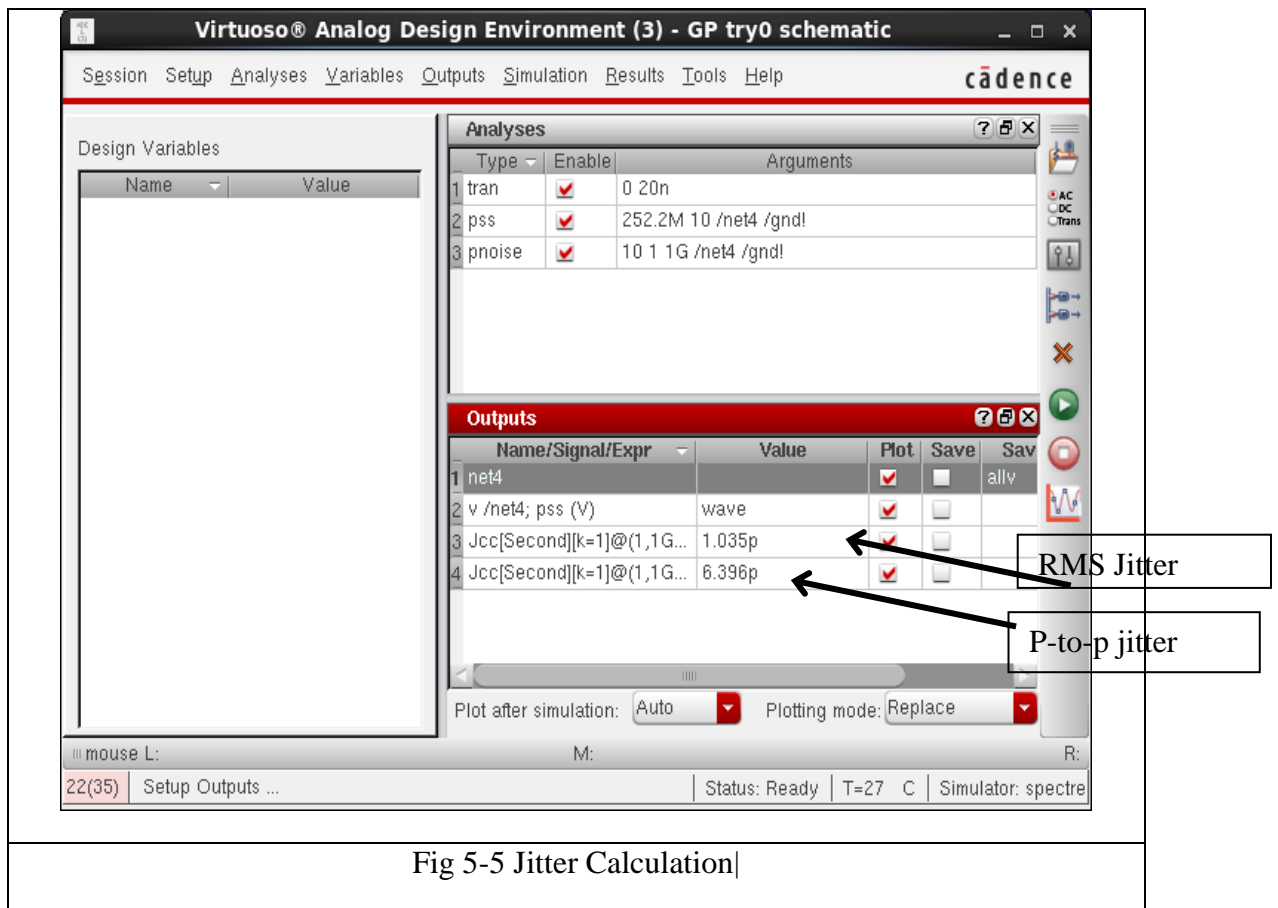 Virtuoso® Analog Design Environment (3) - GP try0 schematic
Session Setup Analyses Variables Outputs Simulation Results Tools Help cādence
Design Variables
Name Value
Analyses
Type Enable Arguments
1 tran 0 20n
2 pss 252.2M 10 /net4 /gnd!
3 pnoise 10 1 1G /net4 /gnd!
AC
DC
Trans
Outputs
Name/Signal/Expr Value Plot Save Sav
1 net4 allv
2 v /net4; pss (V) wave
3 Jcc[Second][k=1]@(1,1G... 1.035p
4 Jcc[Second][k=1]@(1,1G... 6.396p
RMS Jitter
P-to-p jitter
Plot after simulation: Auto Plotting mode: Replace
mouse L: M: R:
22(35) Setup Outputs ... Status: Ready T=27 C Simulator: spectre
Fig 5-5 Jitter Calculation|